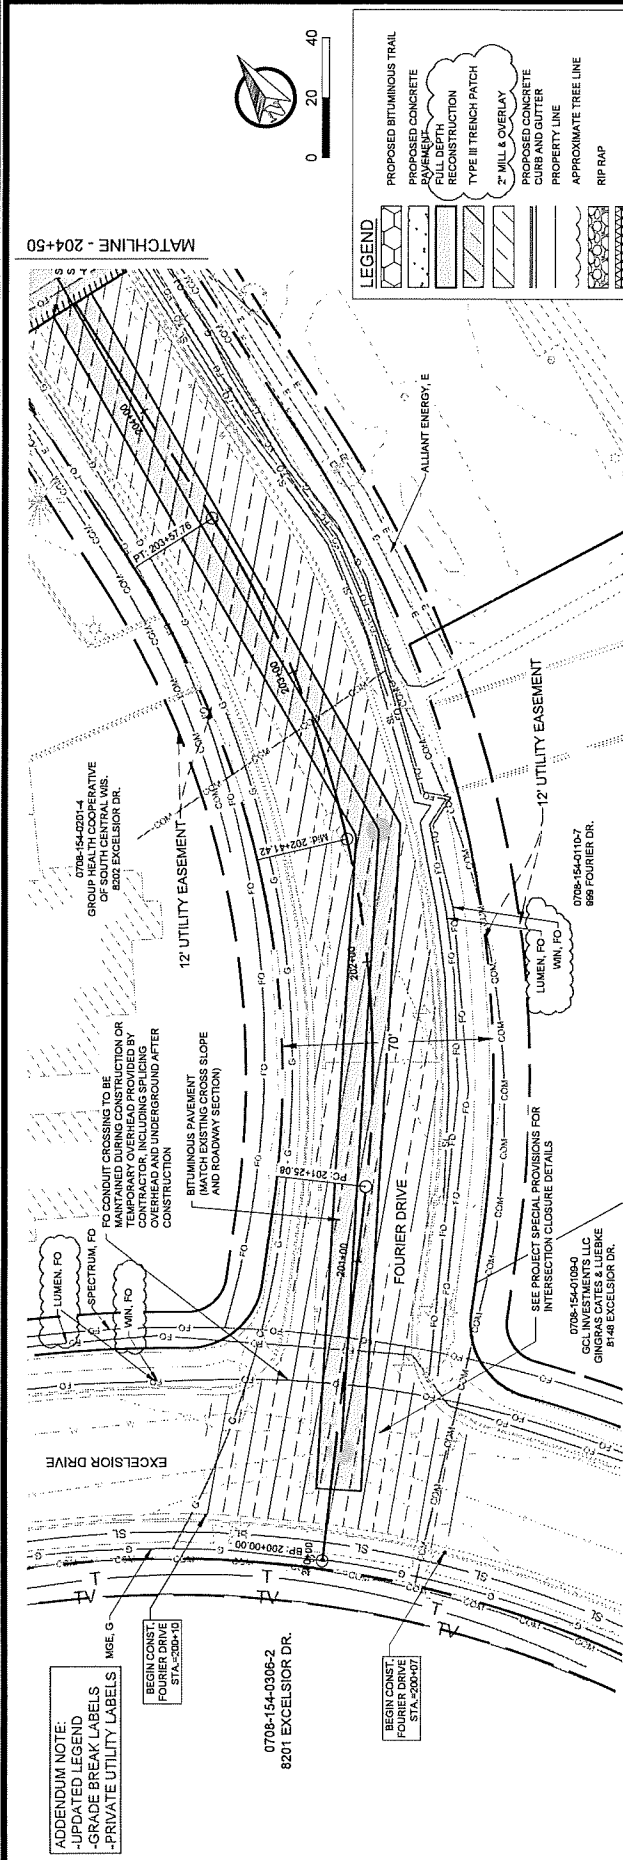 ADDENDUM NOTE:
-UPDATED LEGEND
-GRADE BREAK LABELS
-PRIVATE UTILITY LABELS
MGE, G
BEGIN CONST.
FOURIER DRIVE
STA.=200+10
0708-154-0306-2
8201 EXCELSIOR DR.
BEGIN CONST.
FOURIER DRIVE
STA.=200+07
EXCELSIOR DRIVE
BP: 200+00.00
LUMEN, FO
SPECTRUM, FO
WIN, FO
FO CONDUIT CROSSING TO BE
MAINTAINED DURING CONSTRUCTION OR
TEMPORARY OVERHEAD PROVIDED BY
CONTRACTOR, INCLUDING SPLICING
OVERHEAD AND UNDERGROUND AFTER
CONSTRUCTION
BITUMINOUS PAVEMENT
(MATCH EXISTING CROSS SLOPE
AND ROADWAY SECTION)
0708-154-0201-4
GROUP HEALTH COOPERATIVE
OF SOUTH CENTRAL WIS.
8202 EXCELSIOR DR.
12' UTILITY EASEMENT
201+00
PC: 201+25.08
FOURIER DRIVE
70'
202+00
Mid: 202+41.42
203+00
PT: 203+57.76
204+00
SEE PROJECT SPECIAL PROVISIONS FOR
INTERSECTION CLOSURE DETAILS
0708-154-0109-0
GCL INVESTMENTS LLC
GINGRAS CATES & LUEBKE
8148 EXCELSIOR DR.
LUMEN, FO
WIN, FO
0708-154-0110-7
999 FOURIER DR.
12' UTILITY EASEMENT
ALLIANT ENERGY, E
MATCHLINE - 204+50
0 20 40
LEGEND
PROPOSED BITUMINOUS TRAIL
PROPOSED CONCRETE
PAVEMENT
FULL DEPTH
RECONSTRUCTION
TYPE III TRENCH PATCH
2" MILL & OVERLAY
PROPOSED CONCRETE
CURB AND GUTTER
PROPERTY LINE
APPROXIMATE TREE LINE
RIP RAP